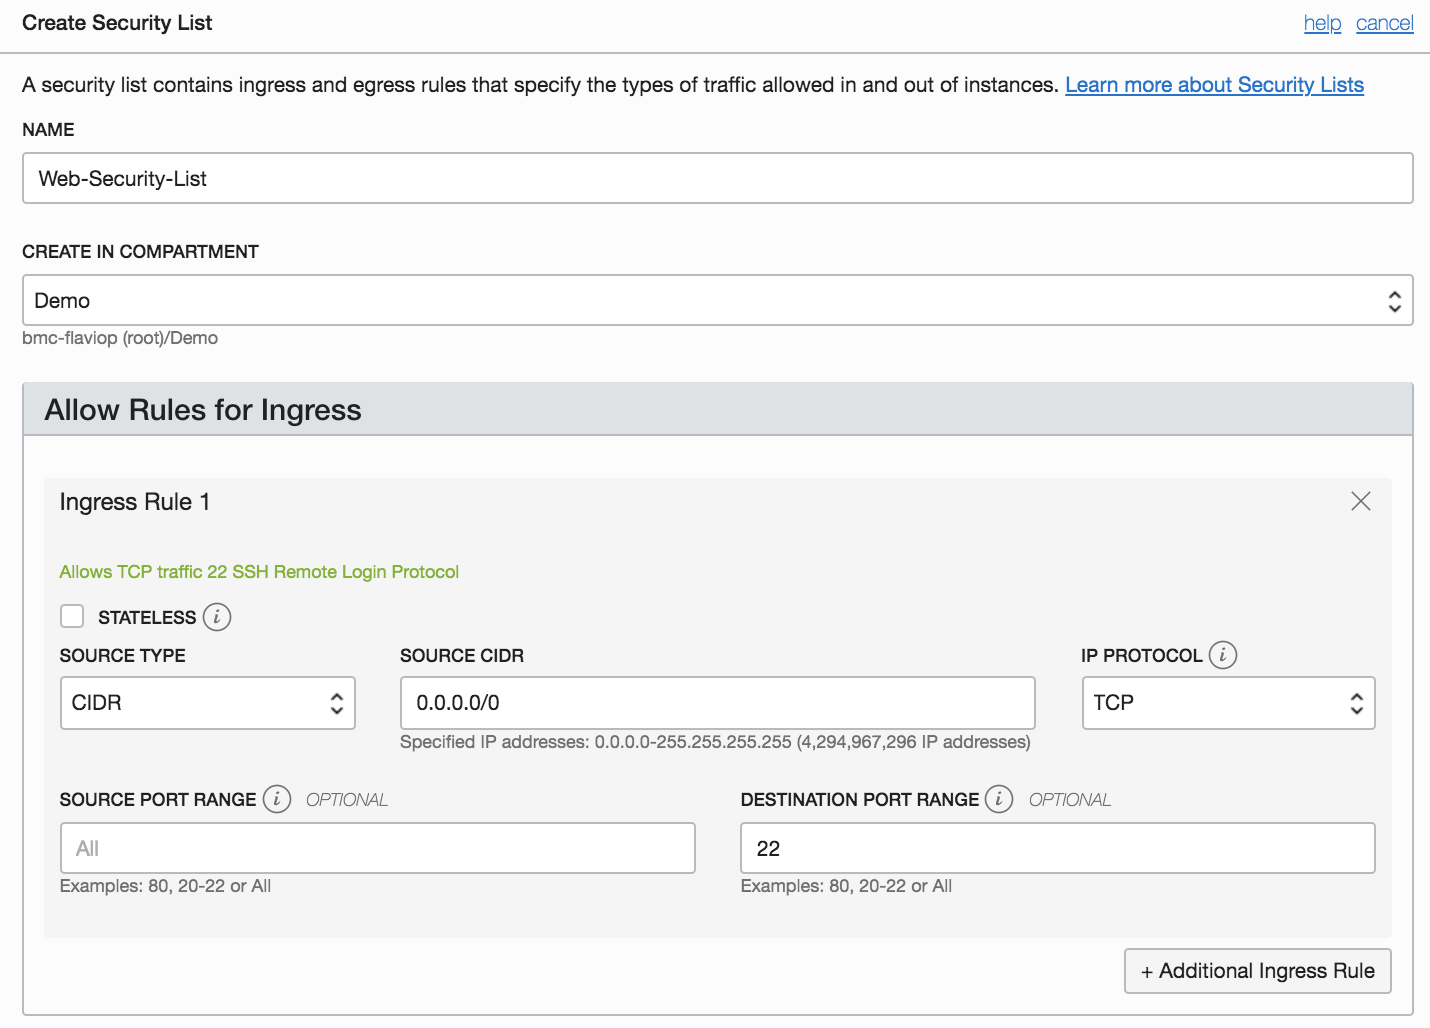 Create Security List help cancel
A security list contains ingress and egress rules that specify the types of traffic allowed in and out of instances. Learn more about Security Lists
NAME
Web-Security-List
CREATE IN COMPARTMENT
Demo
bmc-flaviop (root)/Demo
Allow Rules for Ingress
Ingress Rule 1
Allows TCP traffic 22 SSH Remote Login Protocol
STATELESS i
SOURCE TYPE SOURCE CIDR IP PROTOCOL i
CIDR 0.0.0.0/0 TCP
Specified IP addresses: 0.0.0.0-255.255.255.255 (4,294,967,296 IP addresses)
SOURCE PORT RANGE i OPTIONAL DESTINATION PORT RANGE i OPTIONAL
All 22
Examples: 80, 20-22 or All Examples: 80, 20-22 or All
+ Additional Ingress Rule